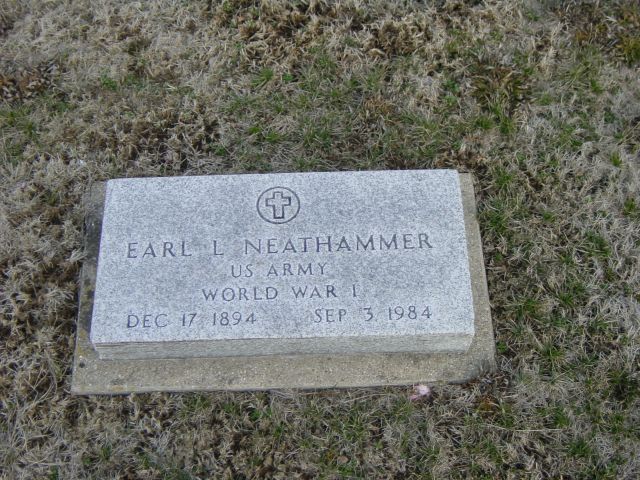 EARL L NEATHAMMER
US ARMY
WORLD WAR I
DEC 17 1894 SEP 3 1984